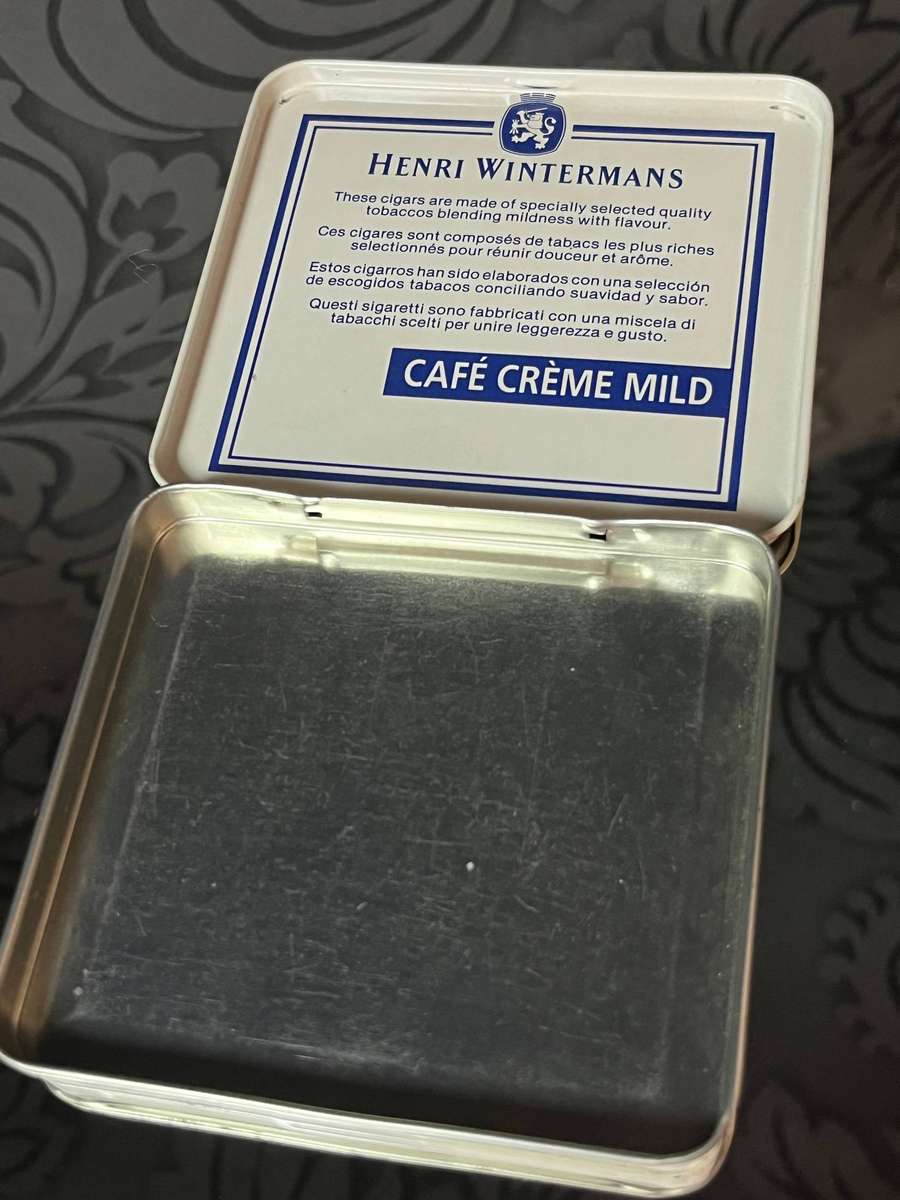 HENRI WINTERMANS
These cigars are made of specially selected quality
tobaccos blending mildness with flavour.
Ces cigares sont composés de tabacs les plus riches
selectionnés pour réunir douceur et arôme.
Estos cigarros han sido elaborados con una selección
de escogidos tabacos conciliando suavidad y sabor.
Questi sigaretti sono fabbricati con una miscela di
tabacchi scelti per unire leggerezza e gusto.
CAFÉ CRÈME MILD